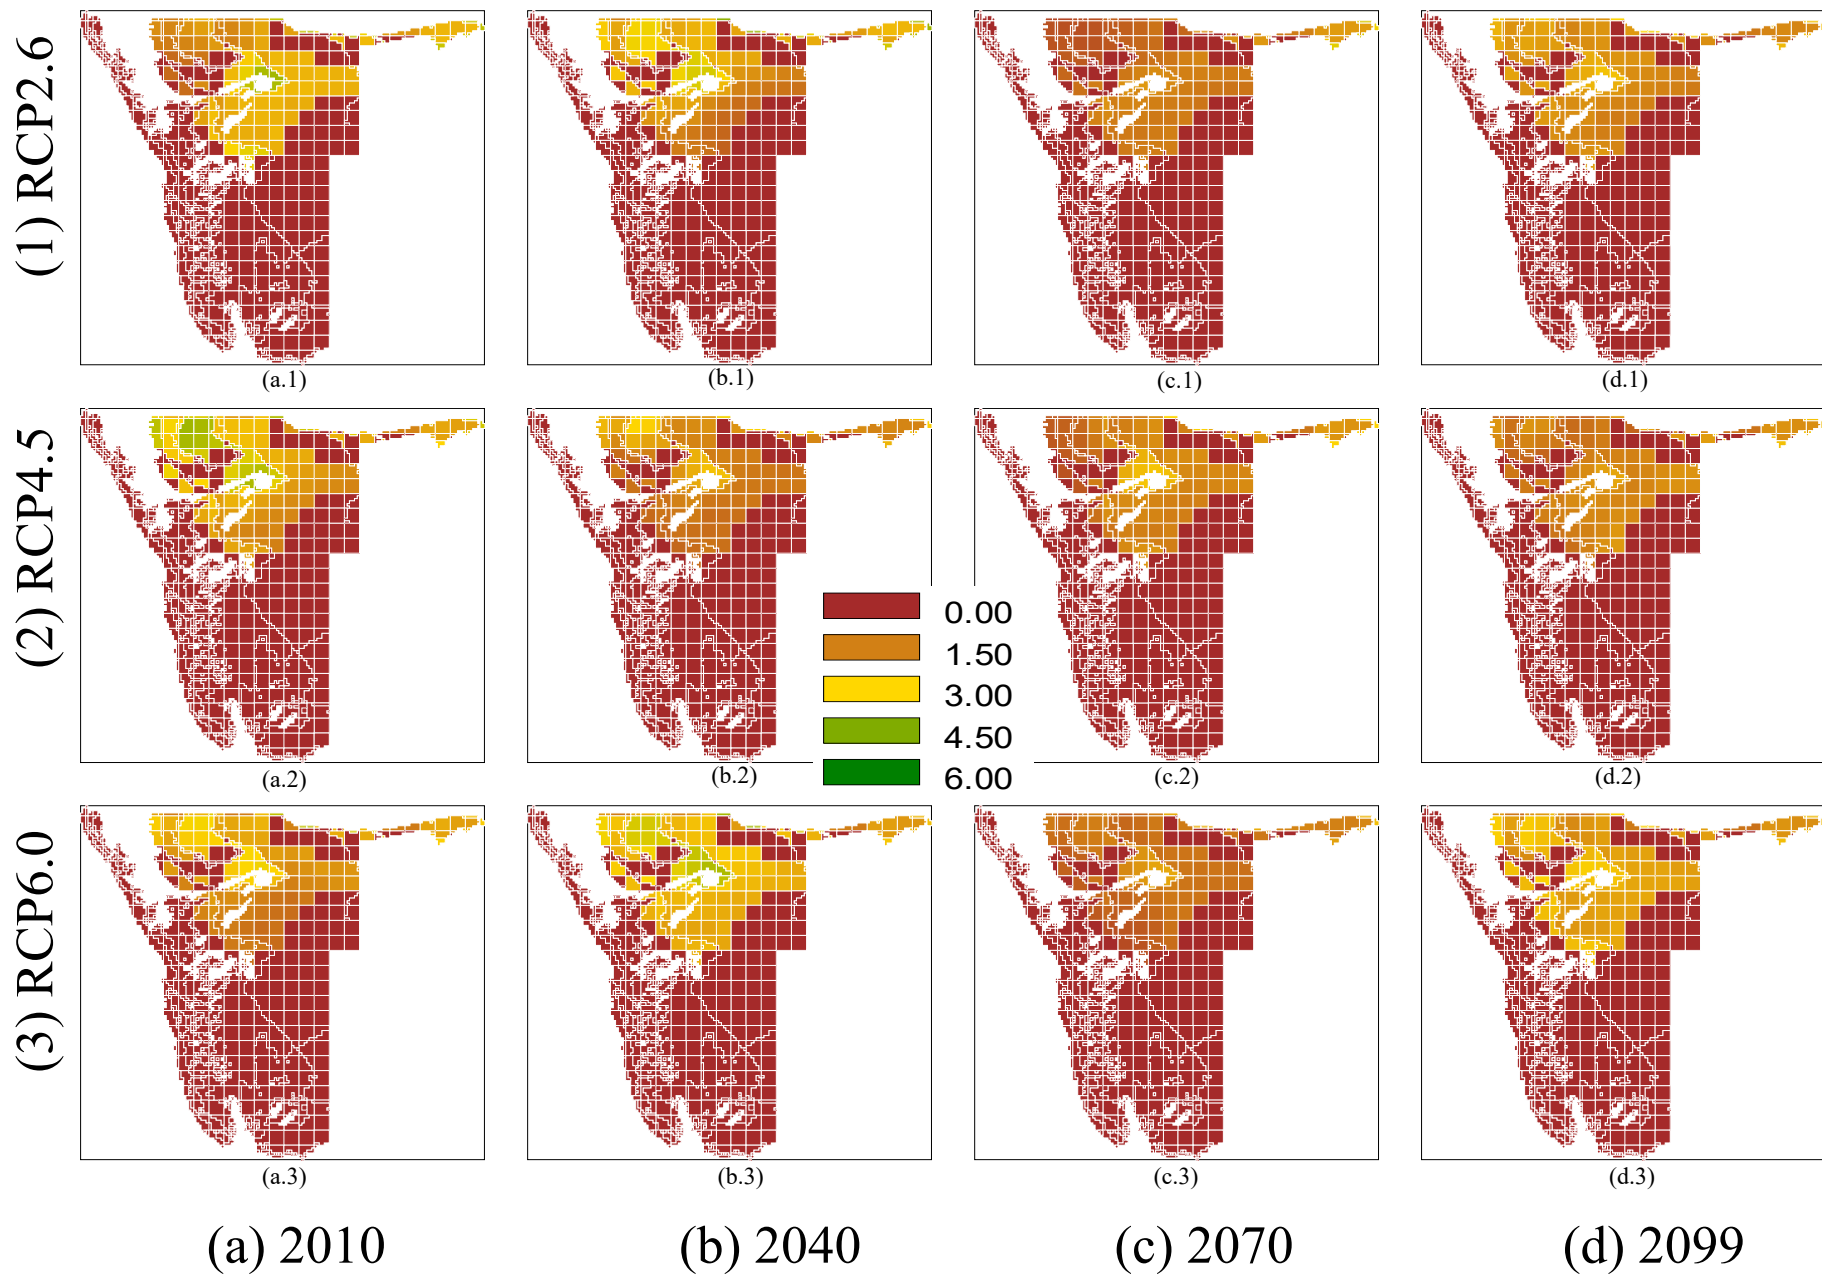 (1) RCP2.6
(a.1)
(b.1)
(c.1)
(d.1)
(2) RCP4.5
0.00
1.50
3.00
4.50
6.00
(a.2)
(b.2)
(c.2)
(d.2)
(3) RCP6.0
(a.3)
(b.3)
(c.3)
(d.3)
(a) 2010
(b) 2040
(c) 2070
(d) 2099